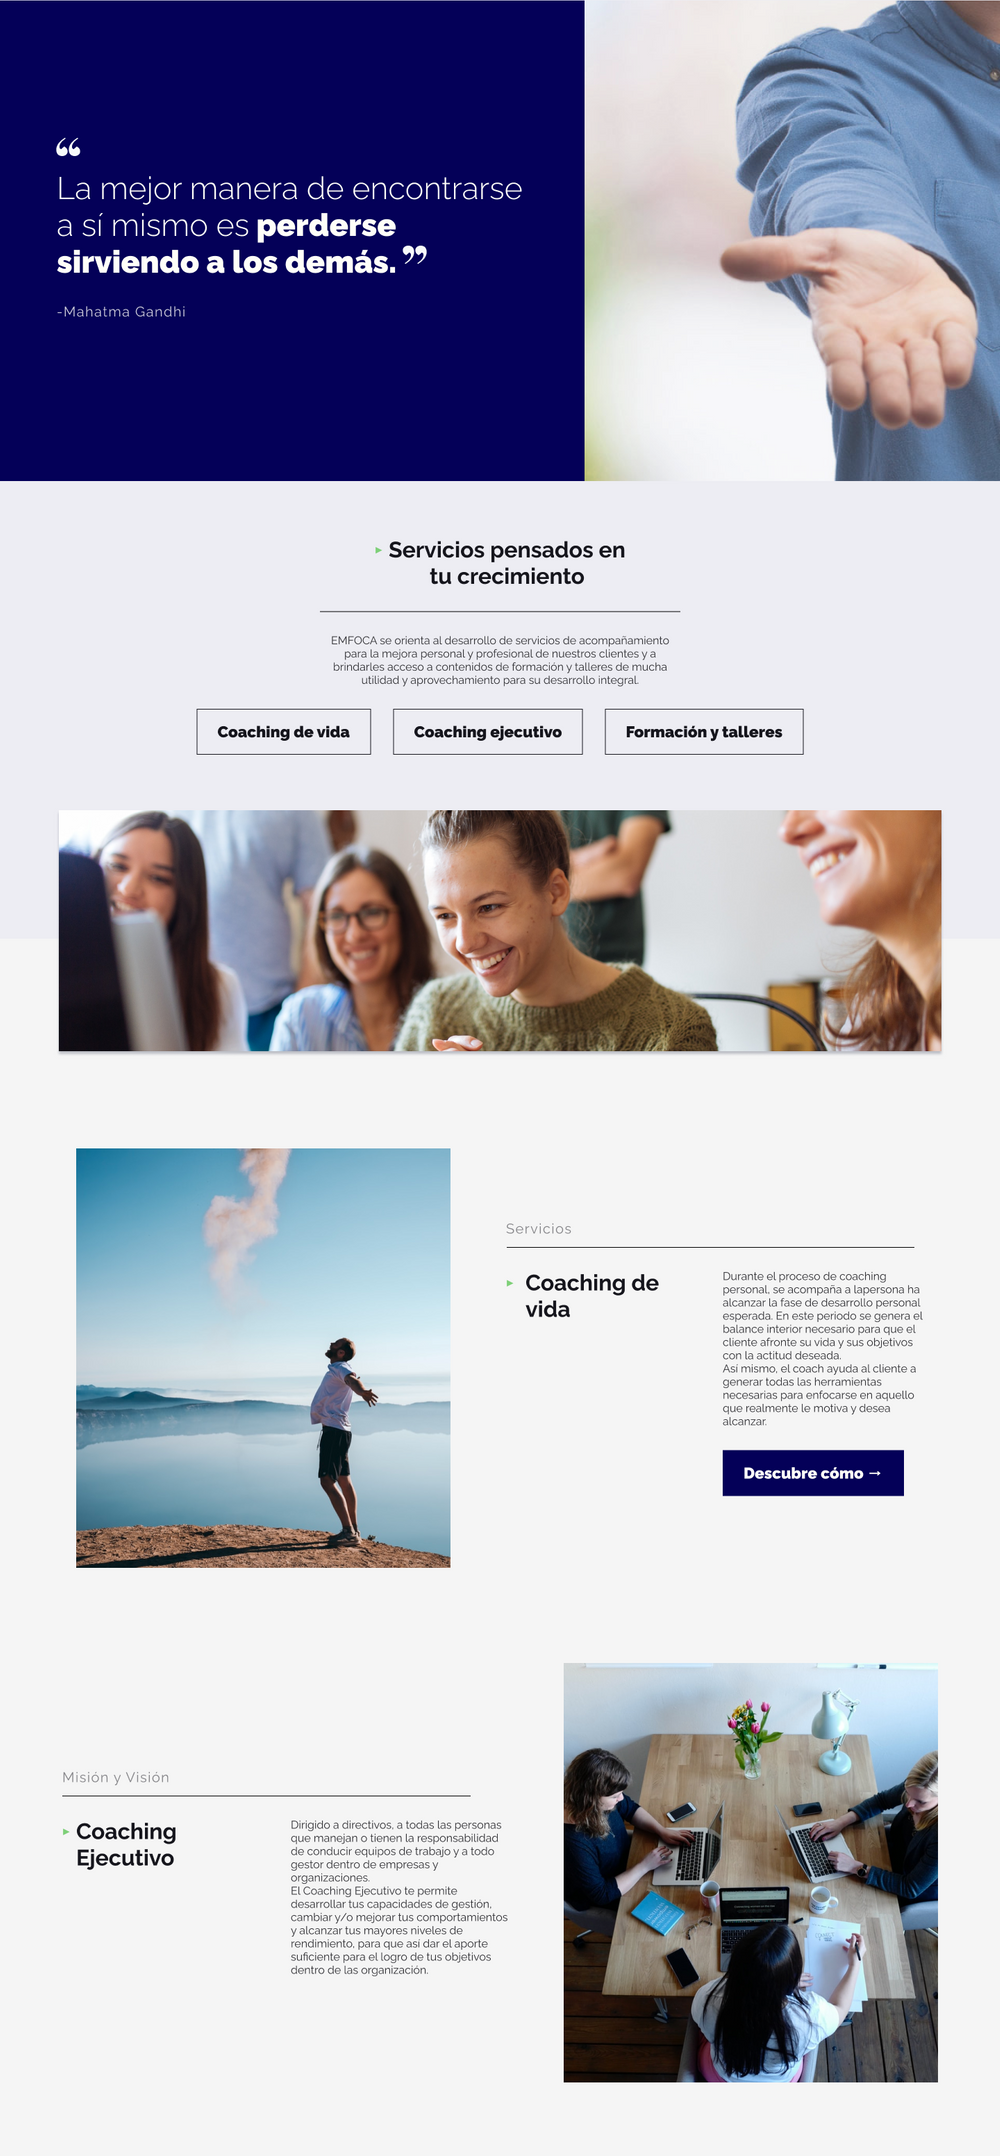 “
La mejor manera de encontrarse
a sí mismo es perderse
sirviendo a los demás.”
-Mahatma Gandhi
Servicios pensados en
tu crecimiento
EMFOCA se orienta al desarrollo de servicios de acompañamiento
para la mejora personal y profesional de nuestros clientes y a
brindarles acceso a contenidos de formación y talleres de mucha
utilidad y aprovechamiento para su desarrollo integral.
Coaching de vida
Coaching ejecutivo
Formación y talleres
Servicios
Coaching de
vida
Durante el proceso de coaching
personal, se acompaña a lapersona ha
alcanzar la fase de desarrollo personal
esperada. En este periodo se genera el
balance interior necesario para que el
cliente afronte su vida y sus objetivos
con la actitud deseada.
Así mismo, el coach ayuda al cliente a
generar todas las herramientas
necesarias para enfocarse en aquello
que realmente le motiva y desea
alcanzar.
Descubre cómo →
Misión y Visión
Coaching
Ejecutivo
Dirigido a directivos, a todas las personas
que manejan o tienen la responsabilidad
de conducir equipos de trabajo y a todo
gestor dentro de empresas y
organizaciones.
El Coaching Ejecutivo te permite
desarrollar tus capacidades de gestión,
cambiar y/o mejorar tus comportamientos
y alcanzar tus mayores niveles de
rendimiento, para que así dar el aporte
suficiente para el logro de tus objetivos
dentro de las organización.